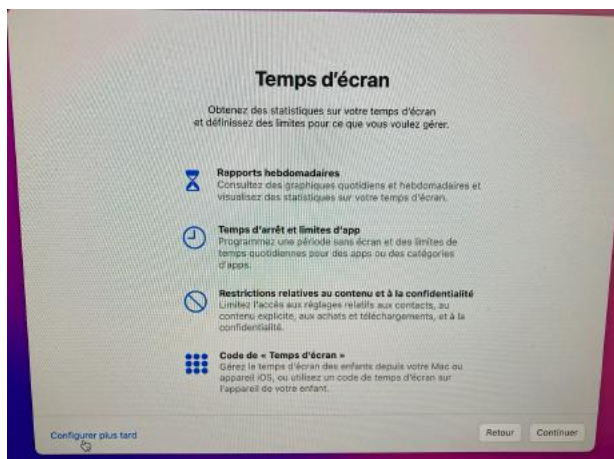 Temps d'écran
Obtenez des statistiques sur votre temps d'écran
et définissez des limites pour ce que vous voulez gérer.
Rapports hebdomadaires
Consultez des graphiques quotidiens et hebdomadaires et
visualisez des statistiques sur votre temps d'écran.
Temps d'arrêt et limites d'app
Programmez une période sans écran et des limites de
temps quotidiennes pour des apps ou des catégories
d'apps.
Restrictions relatives au contenu et à la confidentialité
Limitez l'accès aux réglages relatifs aux contacts, au
contenu explicite, aux achats et téléchargements, et à la
confidentialité.
Code de « Temps d'écran »
Gérez le temps d'écran des enfants depuis votre Mac ou
appareil iOS, ou utilisez un code de temps d'écran sur
l'appareil de votre enfant.
Configurer plus tard
Retour
Continuer